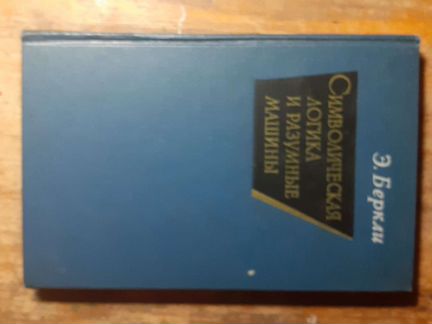 Э. Беркли
СИМВОЛИЧЕСКАЯ
ЛОГИКА
И РАЗУМНЫЕ
МАШИНЫ